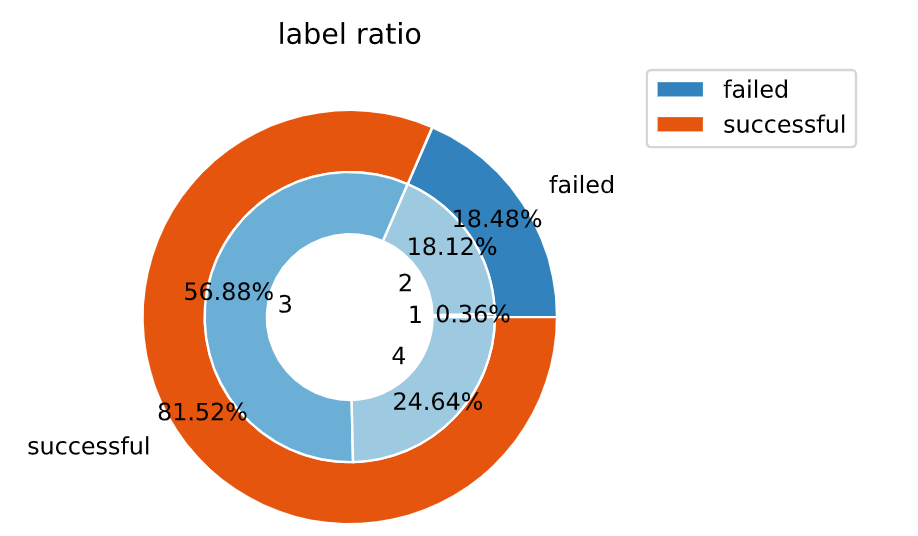 label ratio
failed
successful
failed
18.48%
18.12%
2
56.88%
3
1
0.36%
4
24.64%
81.52%
successful